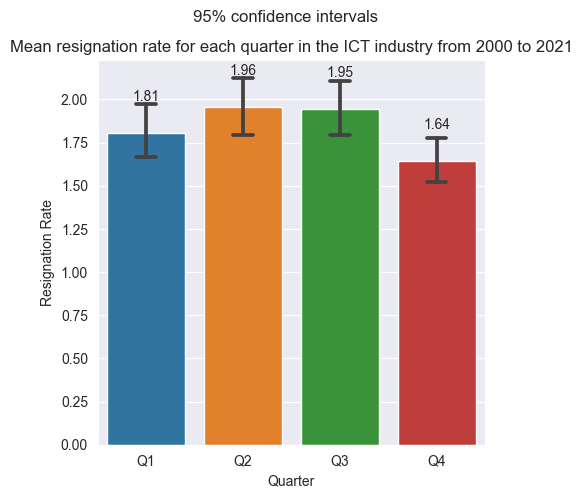 95% confidence intervals
Mean resignation rate for each quarter in the ICT industry from 2000 to 2021
1.81
1.96
1.95
1.64
2.00
1.75
1.50
1.25
1.00
0.75
0.50
0.25
0.00
Resignation Rate
Q1 Q2 Q3 Q4
Quarter